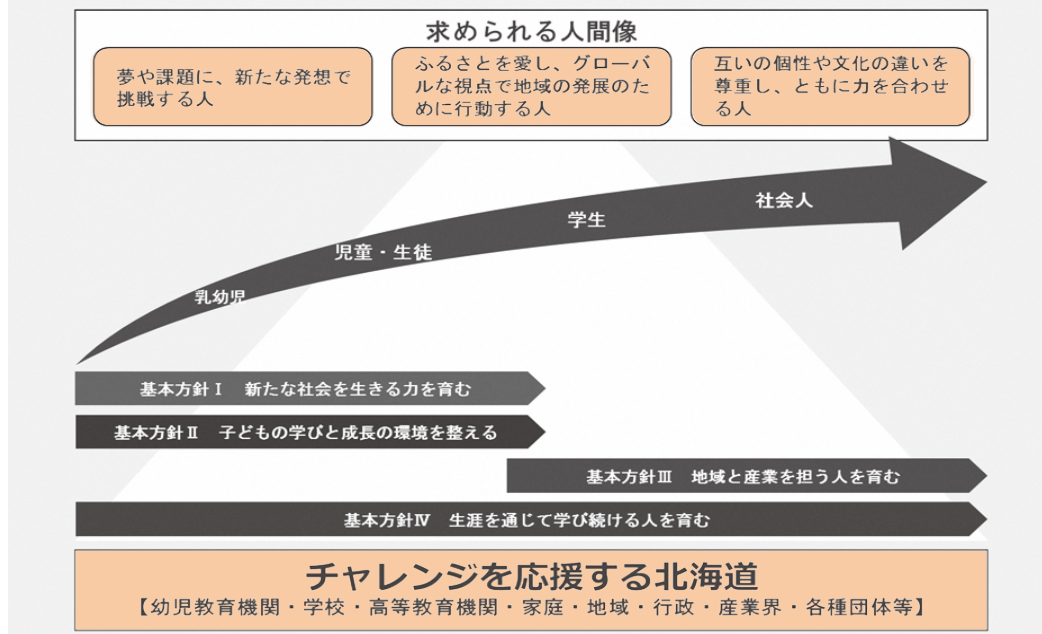 求められる人間像
夢や課題に、新たな発想で
挑戦する人
ふるさとを愛し、グローバ
ルな視点で地域の発展のた
めに行動する人
互いの個性や文化の違いを
尊重し、ともに力を合わせ
る人
社会人
学生
児童・生徒
乳幼児
基本方針Ⅰ　新たな社会を生きる力を育む
基本方針Ⅱ　子どもの学びと成長の環境を整える
基本方針Ⅲ　地域と産業を担う人を育む
基本方針Ⅳ　生涯を通じて学び続ける人を育む
チャレンジを応援する北海道
【幼児教育機関・学校・高等教育機関・家庭・地域・行政・産業界・各種団体等】